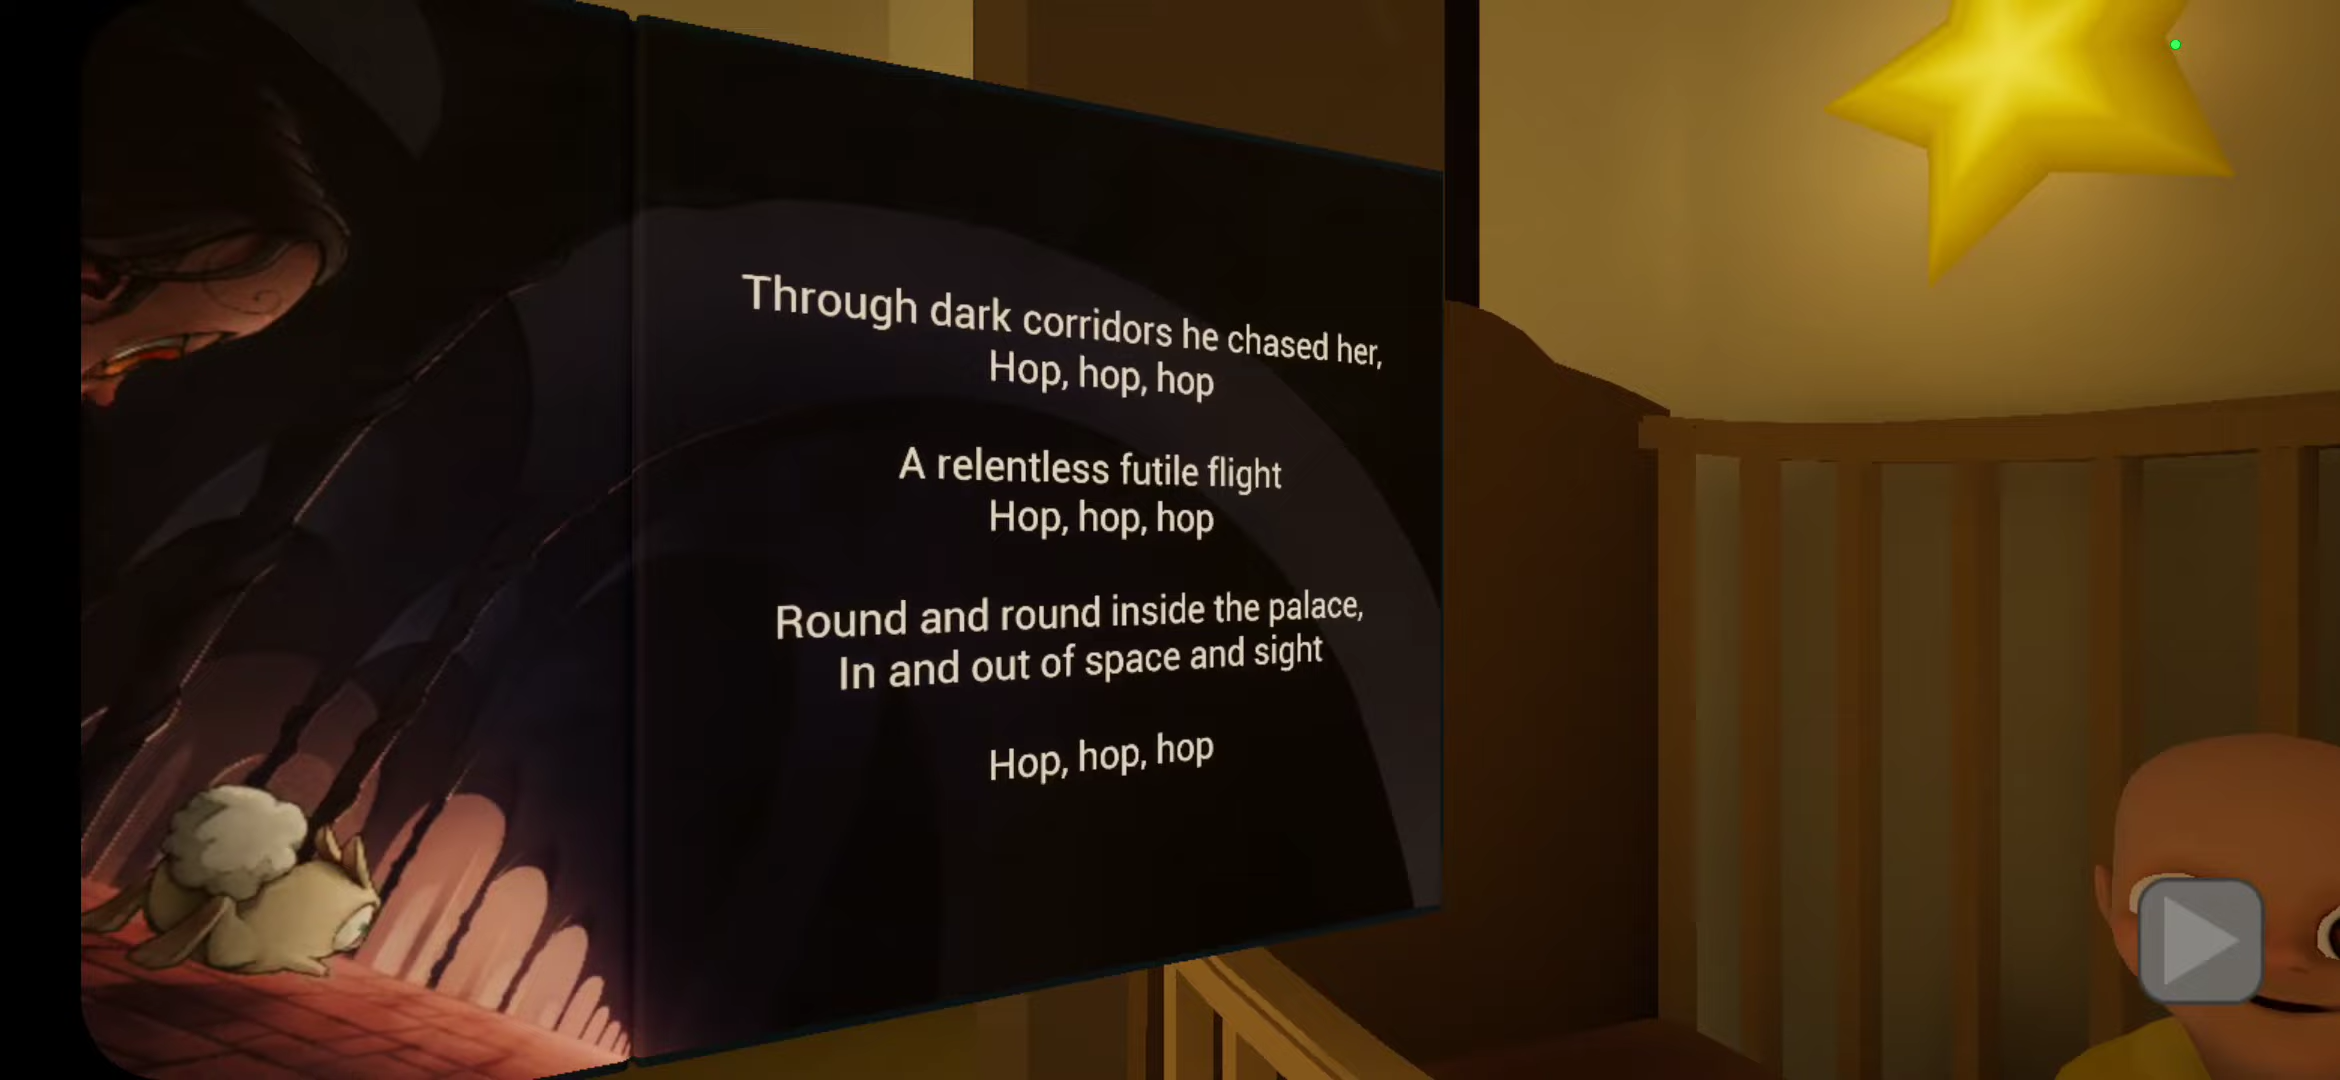 Through dark corridors he chased her,
Hop, hop, hop
A relentless futile flight
Hop, hop, hop
Round and round inside the palace,
In and out of space and sight
Hop, hop, hop